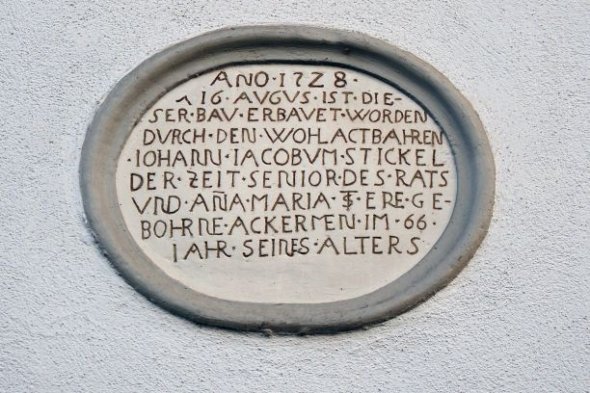 ANO·1728·
16·AVGVS·IST·DIE-
SER·BAV·ERBAVET·WORDEN
DVRCH·DEN·WOHLACTBAHREN
·IOHANN·IACOBVM·STICKEL
DER·ZEIT·SENIOR·DES·RATS
VND·AÑA·MARIA·ERE·GE-
BOHRNE·ACKERMEN·IM·66·
IAHR·SEINES·ALTERS